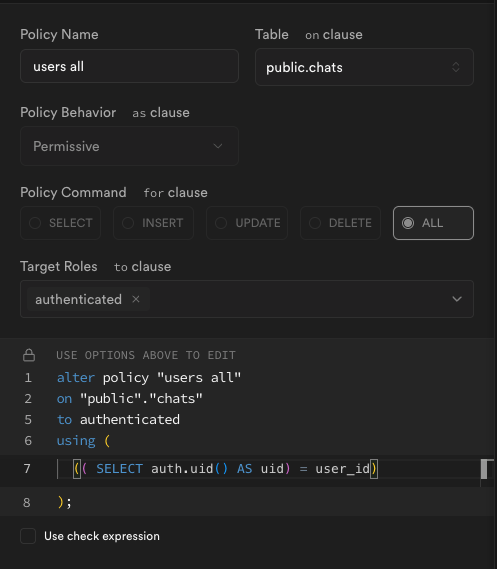 Policy Name
Table on clause
users all
public.chats
Policy Behavior as clause
Permissive
Policy Command for clause
SELECT INSERT UPDATE DELETE ALL
Target Roles to clause
authenticated ×
USE OPTIONS ABOVE TO EDIT
1 alter policy "users all"
2 on "public"."chats"
5 to authenticated
6 using (
7 (( SELECT auth.uid() AS uid) = user_id)
8 );
Use check expression